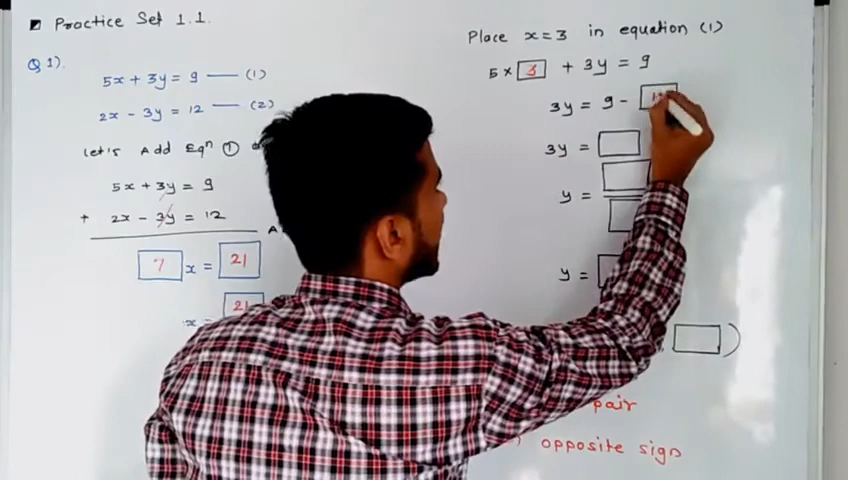 Practice Set 1.1.
Q 1).
5x + 3y = 9 — (1)
2x - 3y = 12 — (2)
Let's Add Eqn ①
5x + 3y = 9
+ 2x - 3y = 12
7 x = 21
x = 21
Place x = 3 in equation (1)
5 × 3 + 3y = 9
3y = 9 -
3y =
y =
y =
)
pair
opposite sign